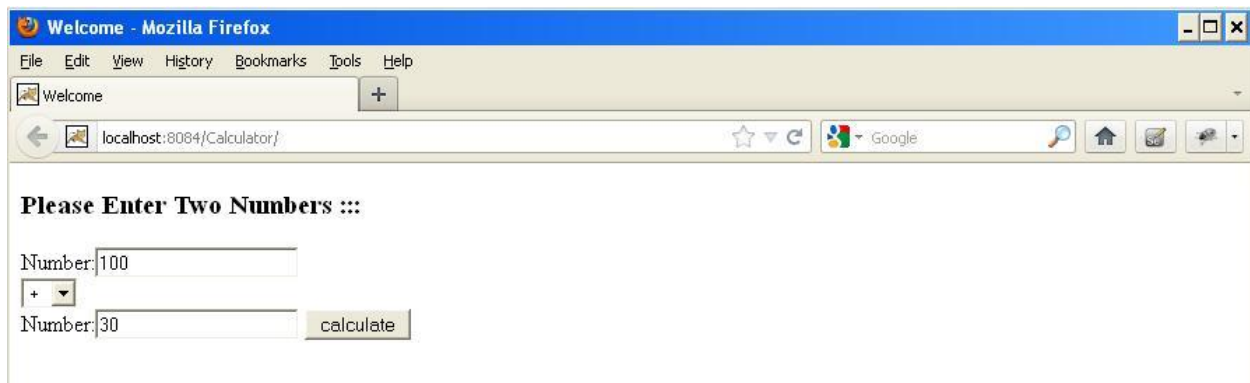 Welcome - Mozilla Firefox
File Edit View History Bookmarks Tools Help
Welcome +
localhost:8084/Calculator/ Google
Please Enter Two Numbers :::
Number: 100
+
Number: 30 calculate